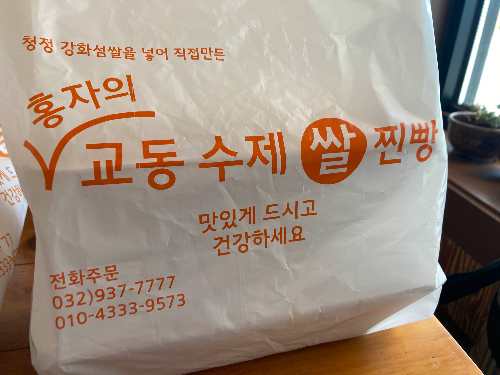 청정 강화섬쌀을 넣어 직접만든
홍자의
교동 수제 쌀 찐빵
맛있게 드시고
건강하세요
전화주문
032)937-7777
010-4333-9573